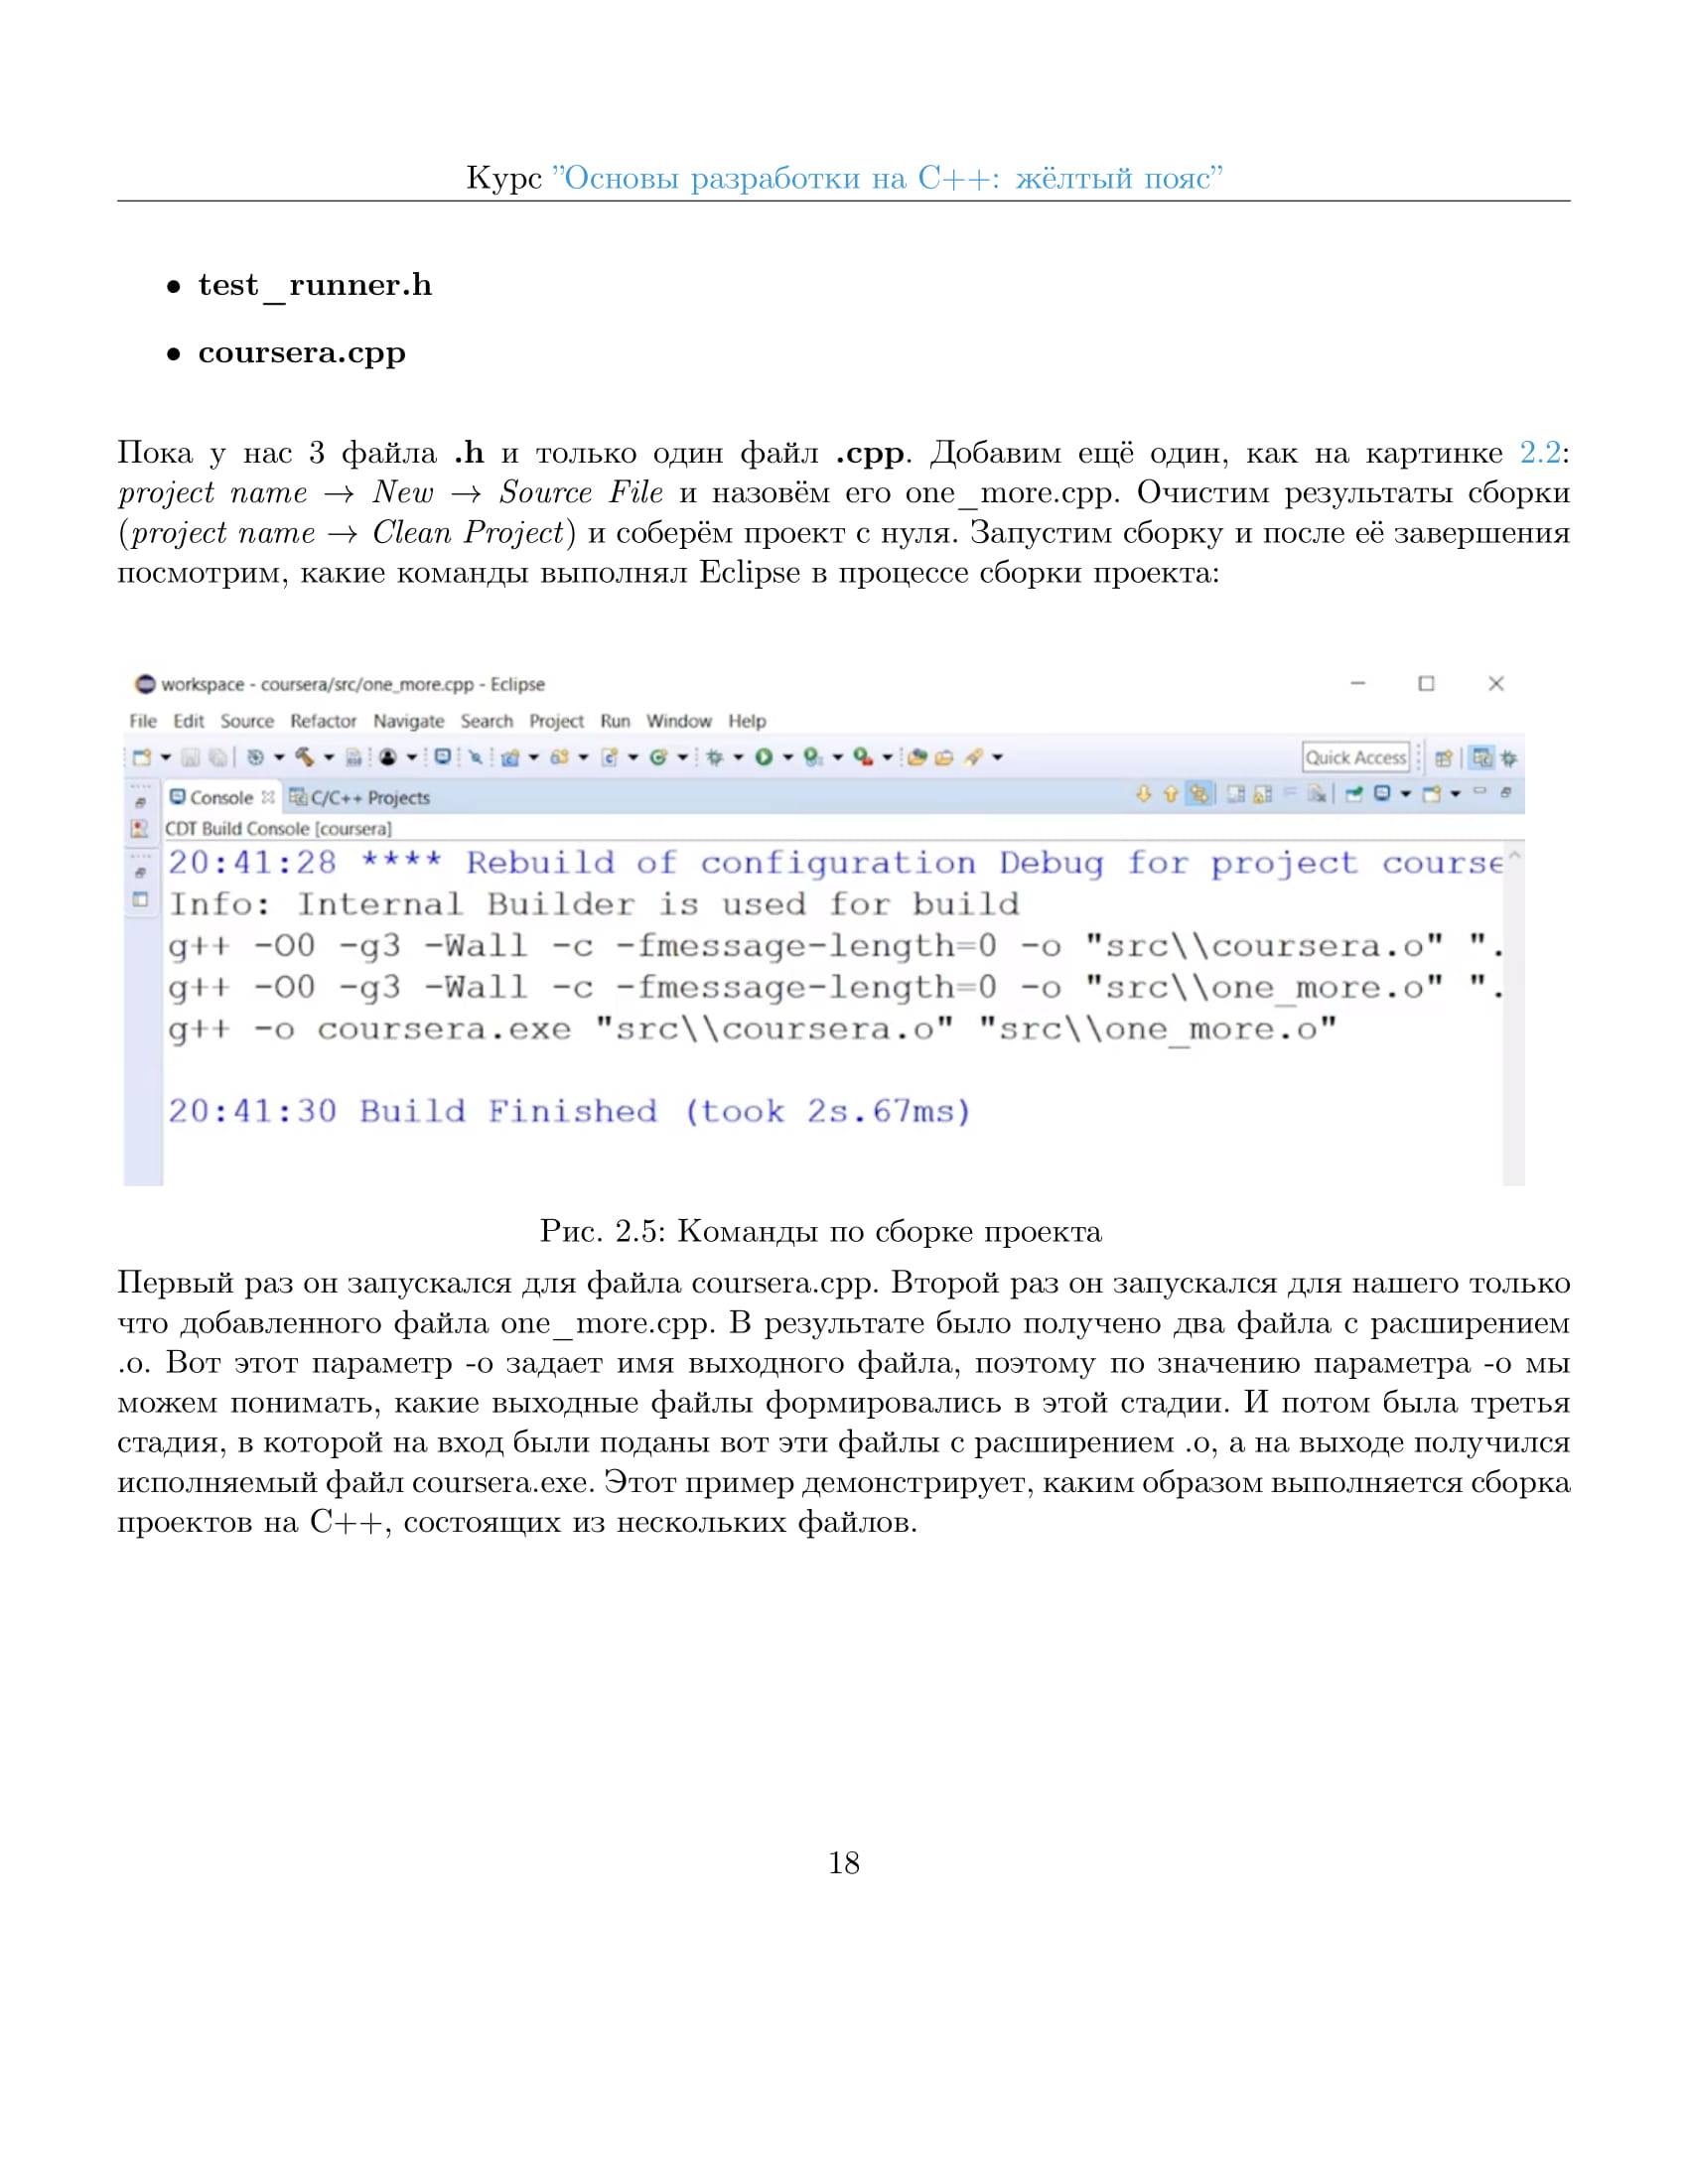 Курс ”Основы разработки на C++: жёлтый пояс”
• test_runner.h
• coursera.cpp
Пока у нас 3 файла .h и только один файл .cpp. Добавим ещё один, как на картинке 2.2:
project name → New → Source File и назовём его one_more.cpp. Очистим результаты сборки
(project name → Clean Project) и соберём проект с нуля. Запустим сборку и после её завершения
посмотрим, какие команды выполнял Eclipse в процессе сборки проекта:
workspace - coursera/src/one_more.cpp - Eclipse
File Edit Source Refactor Navigate Search Project Run Window Help
Quick Access
Console C/C++ Projects
CDT Build Console [coursera]
20:41:28 **** Rebuild of configuration Debug for project course
Info: Internal Builder is used for build
g++ -O0 -g3 -Wall -c -fmessage-length=0 -o "src\\coursera.o" ".
g++ -O0 -g3 -Wall -c -fmessage-length=0 -o "src\\one_more.o" ".
g++ -o coursera.exe "src\\coursera.o" "src\\one_more.o"
20:41:30 Build Finished (took 2s.67ms)
Рис. 2.5: Команды по сборке проекта
Первый раз он запускался для файла coursera.cpp. Второй раз он запускался для нашего только
что добавленного файла one_more.cpp. В результате было получено два файла с расширением
.o. Вот этот параметр -o задает имя выходного файла, поэтому по значению параметра -o мы
можем понимать, какие выходные файлы формировались в этой стадии. И потом была третья
стадия, в которой на вход были поданы вот эти файлы с расширением .o, а на выходе получился
исполняемый файл coursera.exe. Этот пример демонстрирует, каким образом выполняется сборка
проектов на C++, состоящих из нескольких файлов.
18